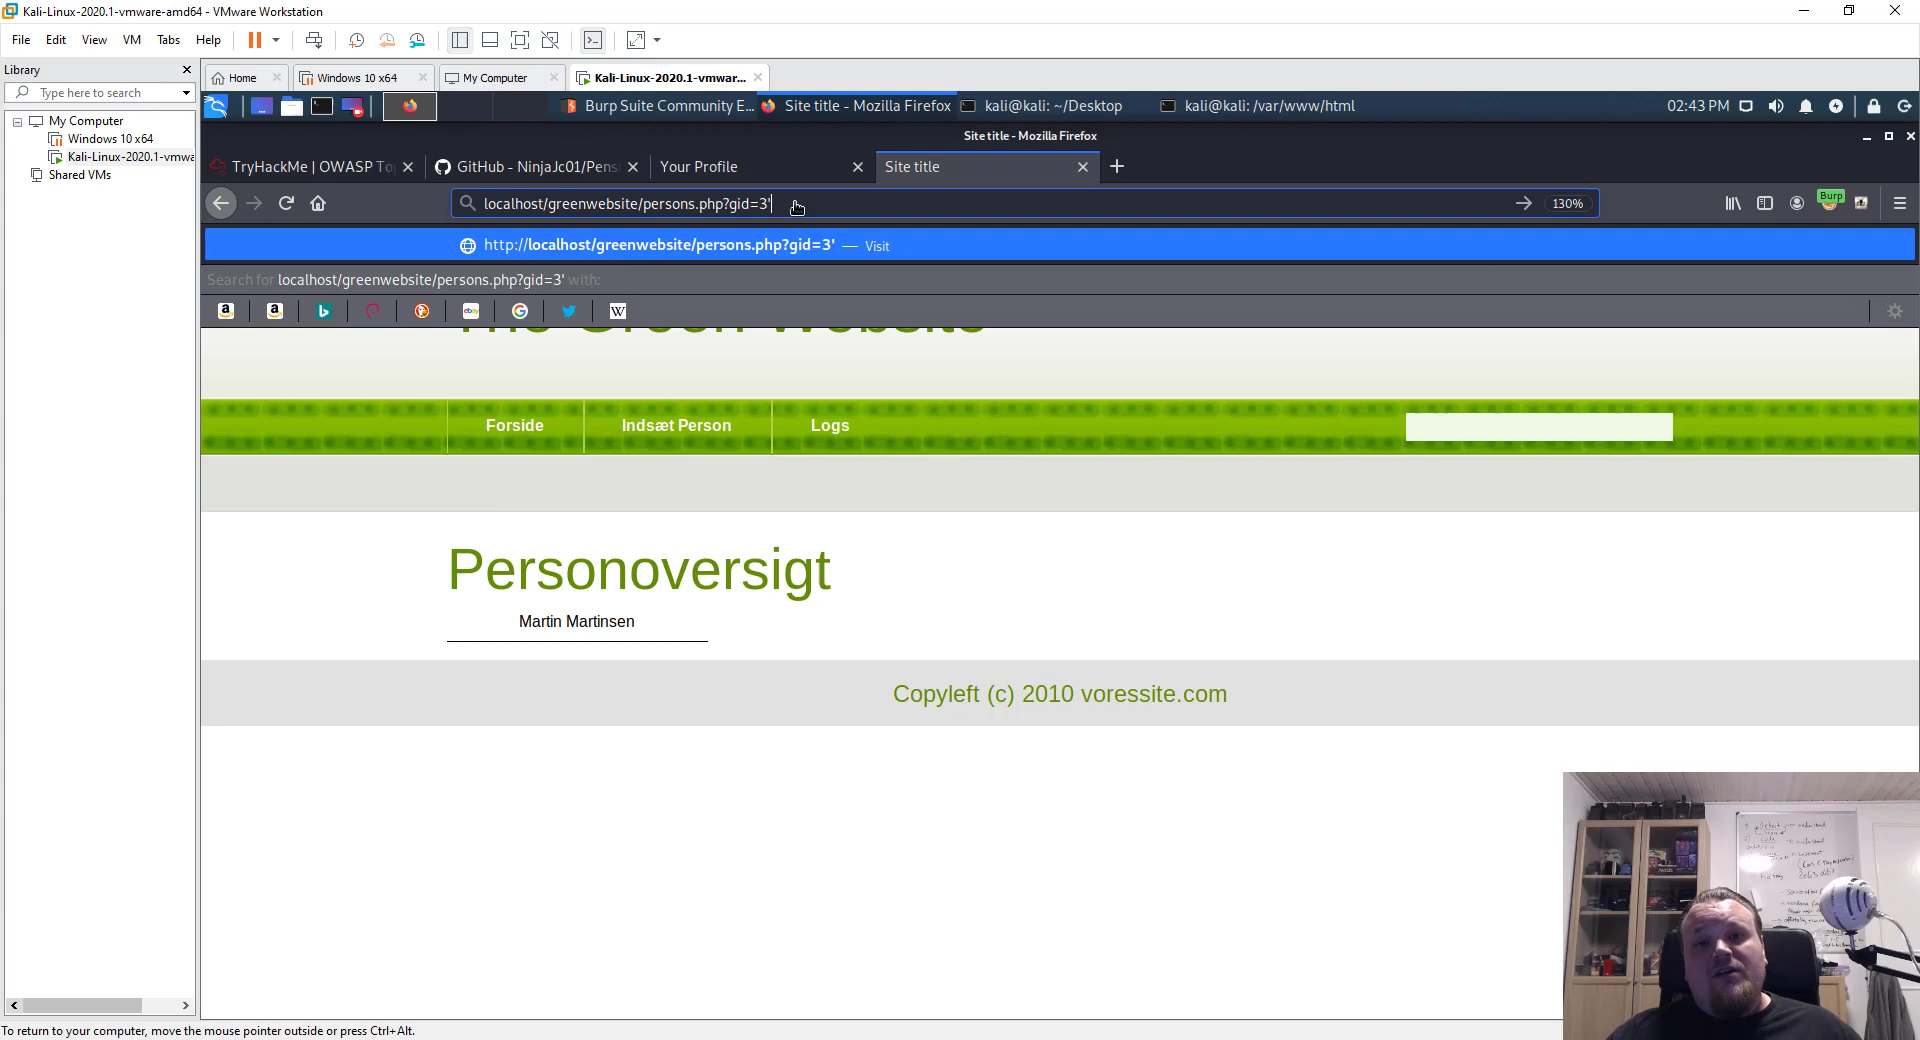 Kali-Linux-2020.1-vmware-amd64 - VMware Workstation
File Edit View VM Tabs Help
Library
Type here to search
My Computer
Windows 10 x64
Kali-Linux-2020.1-vmwa
Shared VMs
Home Windows 10 x64 My Computer Kali-Linux-2020.1-vmwar...
Burp Suite Community E... Site title - Mozilla Firefox kali@kali: ~/Desktop kali@kali: /var/www/html 02:43 PM
Site title - Mozilla Firefox
TryHackMe | OWASP To GitHub - NinjaJc01/Pens Your Profile Site title
localhost/greenwebsite/persons.php?gid=3' 130% Burp
http://localhost/greenwebsite/persons.php?gid=3' — Visit
Search for localhost/greenwebsite/persons.php?gid=3' with:
The Green Website
Forside Indsæt Person Logs
Personoversigt
Martin Martinsen
Copyleft (c) 2010 voressite.com
To return to your computer, move the mouse pointer outside or press Ctrl+Alt.